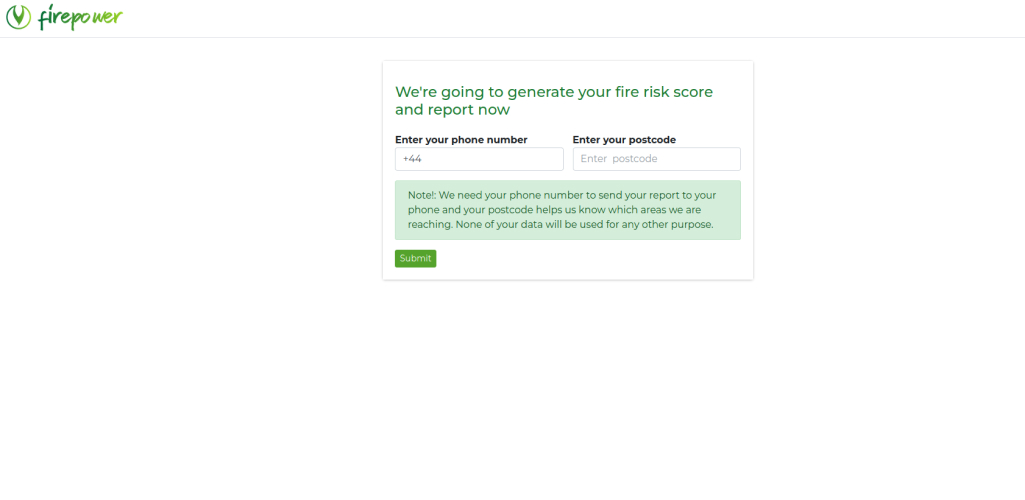 firepower
We're going to generate your fire risk score
and report now
Enter your phone number Enter your postcode
+44 Enter postcode
Note!: We need your phone number to send your report to your
phone and your postcode helps us know which areas we are
reaching. None of your data will be used for any other purpose.
Submit